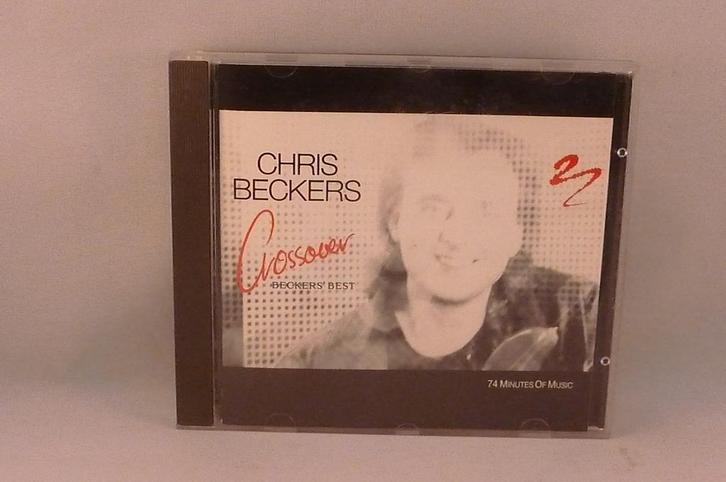 CHRIS
BECKERS
Crossover
BECKERS' BEST
74 MINUTES OF MUSIC